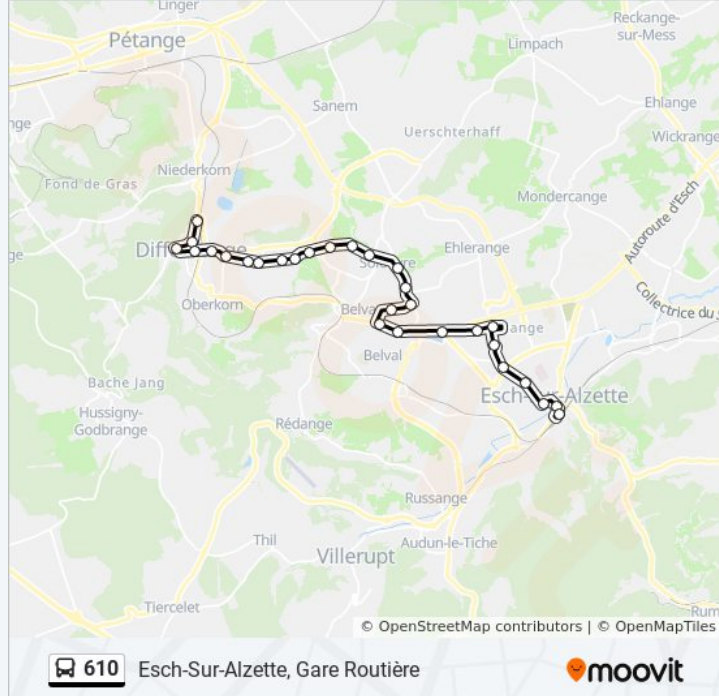 Linger
Reckange-
sur-Mess
Pétange
Limpach
Sanem
Ehlange
Uerschterhaff
Wickrange
Niederkorn
Fond de Gras
Mondercange
Autoroute d'Esch
Ehlerange
Oberkorn
Collectrice du S
Belval
Bache Jang
Esch-sur-Alzette
Hussigny-
Godbrange
Rédange
Russange
Thil
Villerupt
Audun-le-Tiche
Tiercelet
Rum
© OpenStreetMap contributors | © OpenMapTiles
610 Esch-Sur-Alzette, Gare Routière
moovit